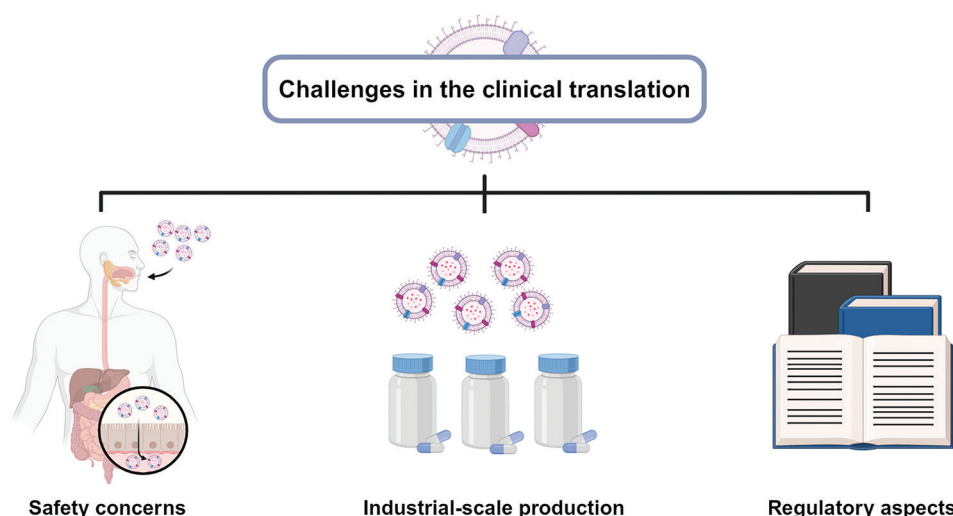 Challenges in the clinical translation
Safety concerns
Industrial-scale production
Regulatory aspects